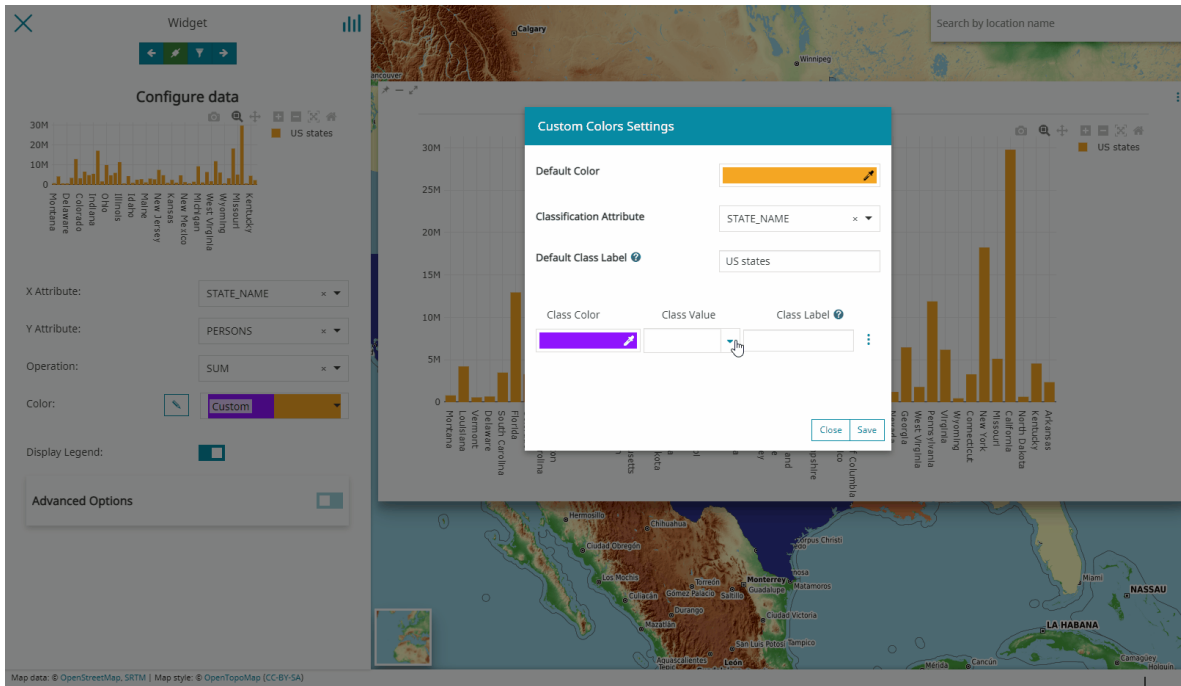 Widget
Configure data
US states
30M
20M
10M
0
Montana
Delaware
Colorado
Indiana
Ohio
Illinois
Idaho
Maine
New Jersey
Kansas
New Mexico
Michigan
West Virginia
Wyoming
Missouri
Kentucky
X Attribute:
STATE_NAME
Y Attribute:
PERSONS
Operation:
SUM
Color:
Custom
Display Legend:
Advanced Options
Search by location name
Calgary
Winnipeg
ancouver
US states
30M
25M
20M
15M
10M
5M
0
Montana
Louisiana
Vermont
Delaware
South Carolina
Florida
Georgia
West Virginia
Pennsylvania
Virginia
Wyoming
Connecticut
New York
Missouri
California
North Dakota
Kentucky
Arkansas
Custom Colors Settings
Default Color
Classification Attribute
STATE_NAME
Default Class Label
US states
Class Color
Class Value
Class Label
Close
Save
Hermosillo
Chihuahua
Ciudad Obregón
Los Mochis
Torreón
Monterrey
Gómez Palacio
Saltillo
Guadalupe
Matamoros
Culiacán
Durango
Ciudad Victoria
Mazatlán
San Luis Potosí
Tampico
Aguascalientes
León
Tepic
Corpus Christi
Miami
NASSAU
LA HABANA
Mérida
Cancún
Camagüey
Holguín
Map data: © OpenStreetMap, SRTM | Map style: © OpenTopoMap (CC-BY-SA)